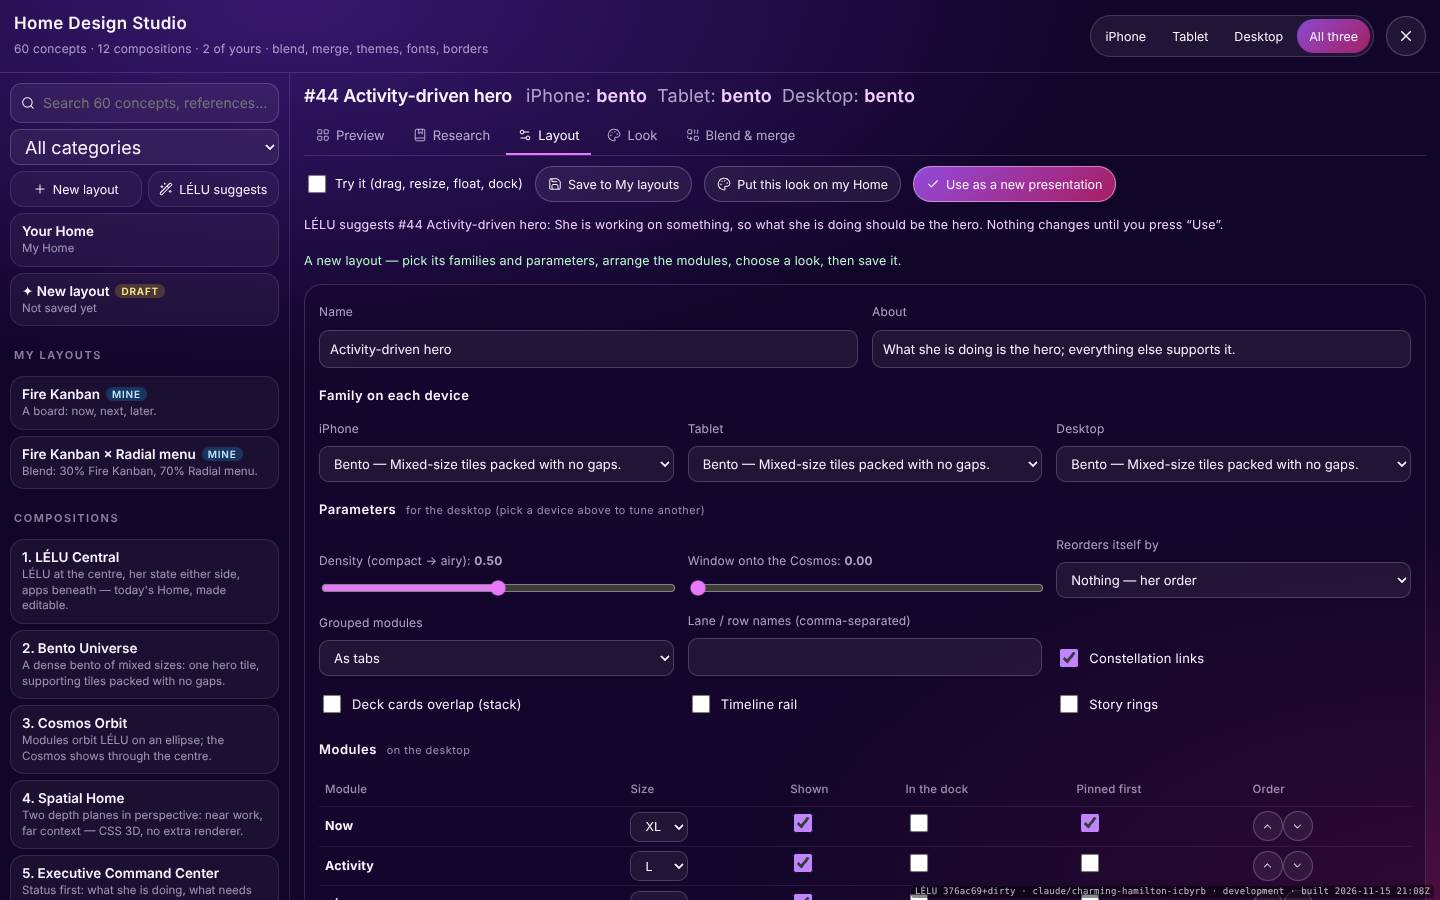 Home Design Studio
60 concepts · 12 compositions · 2 of yours · blend, merge, themes, fonts, borders
iPhone
Tablet
Desktop
All three
Search 60 concepts, references...
All categories
New layout
LÉLU suggests
Your Home
My Home
✦ New layout DRAFT
Not saved yet
MY LAYOUTS
Fire Kanban MINE
A board: now, next, later.
Fire Kanban × Radial menu MINE
Blend: 30% Fire Kanban, 70% Radial menu.
COMPOSITIONS
1. LÉLU Central
LÉLU at the centre, her state either side,
apps beneath — today's Home, made
editable.
2. Bento Universe
A dense bento of mixed sizes: one hero tile,
supporting tiles packed with no gaps.
3. Cosmos Orbit
Modules orbit LÉLU on an ellipse; the
Cosmos shows through the centre.
4. Spatial Home
Two depth planes in perspective: near work,
far context — CSS 3D, no extra renderer.
5. Executive Command Center
Status first: what she is doing, what needs
#44 Activity-driven hero iPhone: bento Tablet: bento Desktop: bento
Preview
Research
Layout
Look
Blend & merge
Try it (drag, resize, float, dock)
Save to My layouts
Put this look on my Home
Use as a new presentation
LÉLU suggests #44 Activity-driven hero: She is working on something, so what she is doing should be the hero. Nothing changes until you press “Use”.
A new layout — pick its families and parameters, arrange the modules, choose a look, then save it.
Name
About
Activity-driven hero
What she is doing is the hero; everything else supports it.
Family on each device
iPhone
Tablet
Desktop
Bento — Mixed-size tiles packed with no gaps.
Bento — Mixed-size tiles packed with no gaps.
Bento — Mixed-size tiles packed with no gaps.
Parameters for the desktop (pick a device above to tune another)
Density (compact → airy): 0.50
Window onto the Cosmos: 0.00
Reorders itself by
Nothing — her order
Grouped modules
Lane / row names (comma-separated)
As tabs
Constellation links
Deck cards overlap (stack)
Timeline rail
Story rings
Modules on the desktop
Module
Size
Shown
In the dock
Pinned first
Order
Now
XL
Activity
L
LÉLU 376ac69+dirty · claude/charming-hamilton-icbyrb · development · built 2026-11-15 21:08Z